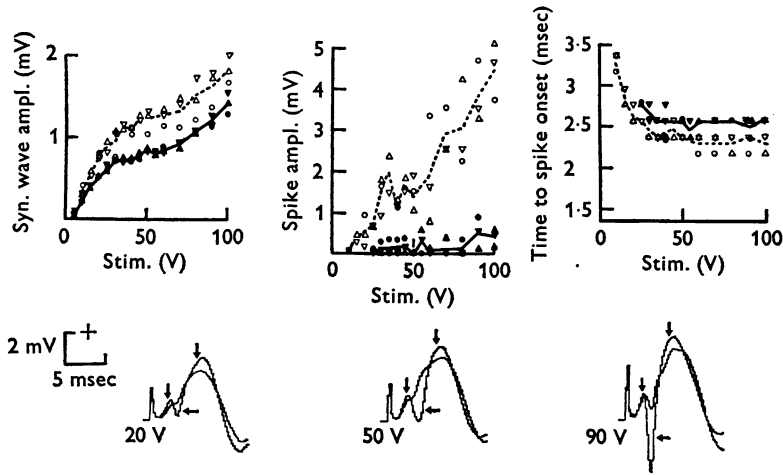 Syn. wave ampl. (mV)
2
1
0
50
100
Stim. (V)
Spike ampl. (mV)
5
4
3
2
1
0
50
100
Stim. (V)
Time to spike onset (msec)
3·5
3
2·5
2
1·5
0
50
100
Stim. (V)
2 mV
+
5 msec
20 V
50 V
90 V